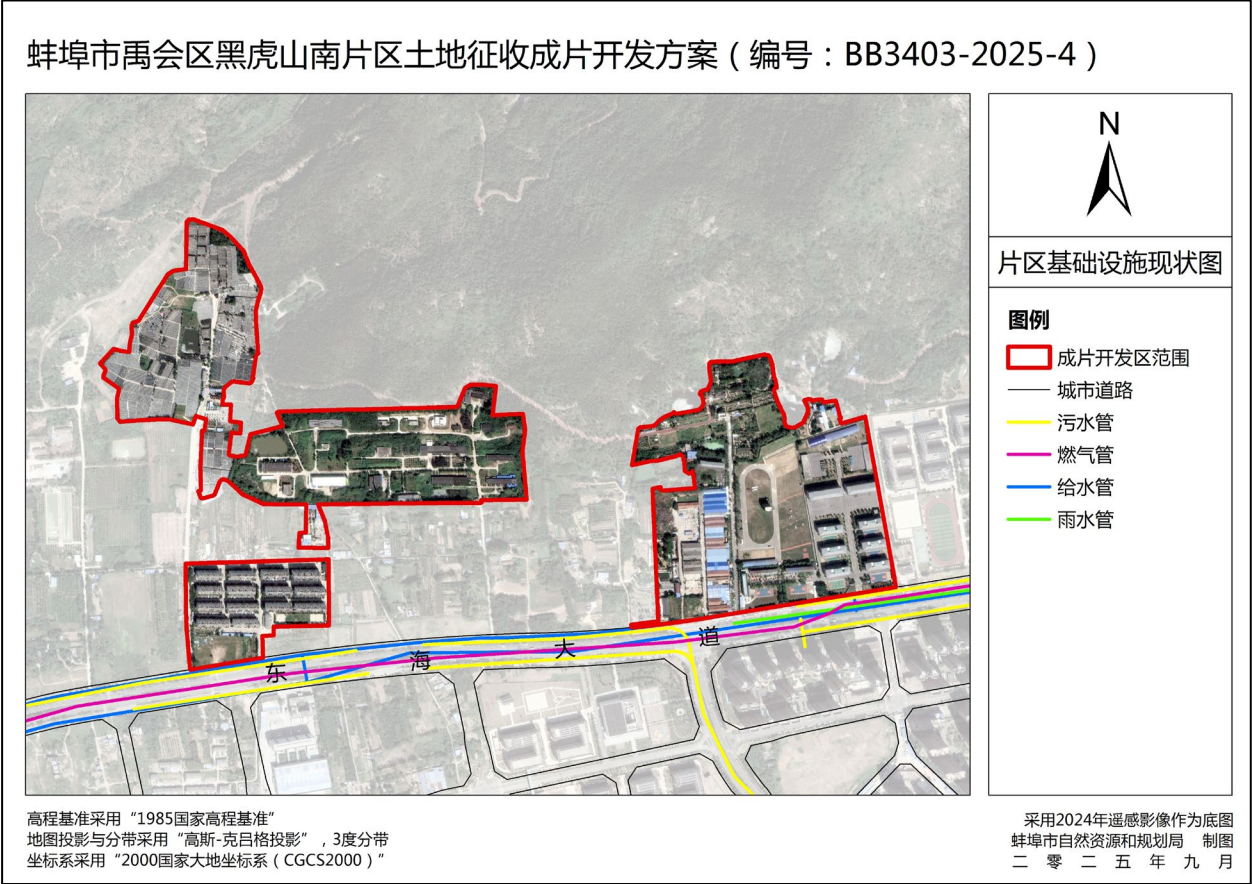 蚌埠市禹会区黑虎山南片区土地征收成片开发方案（编号：BB3403-2025-4）
N
片区基础设施现状图
图例
成片开发区范围
城市道路
污水管
燃气管
给水管
雨水管
东海大道
高程基准采用“1985国家高程基准”
地图投影与分带采用“高斯-克吕格投影”，3度分带
坐标系采用“2000国家大地坐标系（CGCS2000）”
采用2024年遥感影像作为底图
蚌埠市自然资源和规划局 制图
二零二五年九月